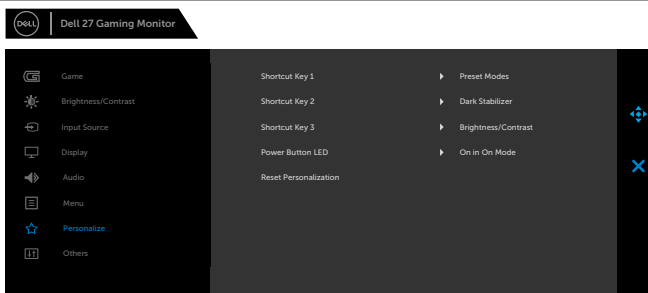 DELL
Dell 27 Gaming Monitor
Game
Brightness/Contrast
Input Source
Display
Audio
Menu
Personalize
Others
Shortcut Key 1 Preset Modes
Shortcut Key 2 Dark Stabilizer
Shortcut Key 3 Brightness/Contrast
Power Button LED On in On Mode
Reset Personalization